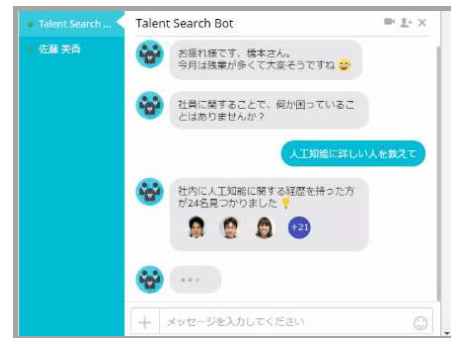 Talent Search ...
佐藤 美香
Talent Search Bot
お疲れ様です、橋本さん。
今月は残業が多くて大変そうですね
社員に関することで、何か困っているこ
とはありませんか？
人工知能に詳しい人を教えて
社内に人工知能に関する経歴を持った方
が24名見つかりました
+21
メッセージを入力してください